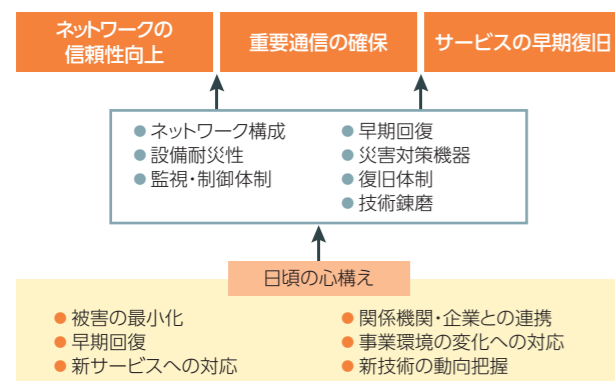 ネットワークの
信頼性向上
重要通信の確保
サービスの早期復旧
●ネットワーク構成
●設備耐災性
●監視・制御体制
●早期回復
●災害対策機器
●復旧体制
●技術錬磨
日頃の心構え
●被害の最小化
●早期回復
●新サービスへの対応
●関係機関・企業との連携
●事業環境の変化への対応
●新技術の動向把握